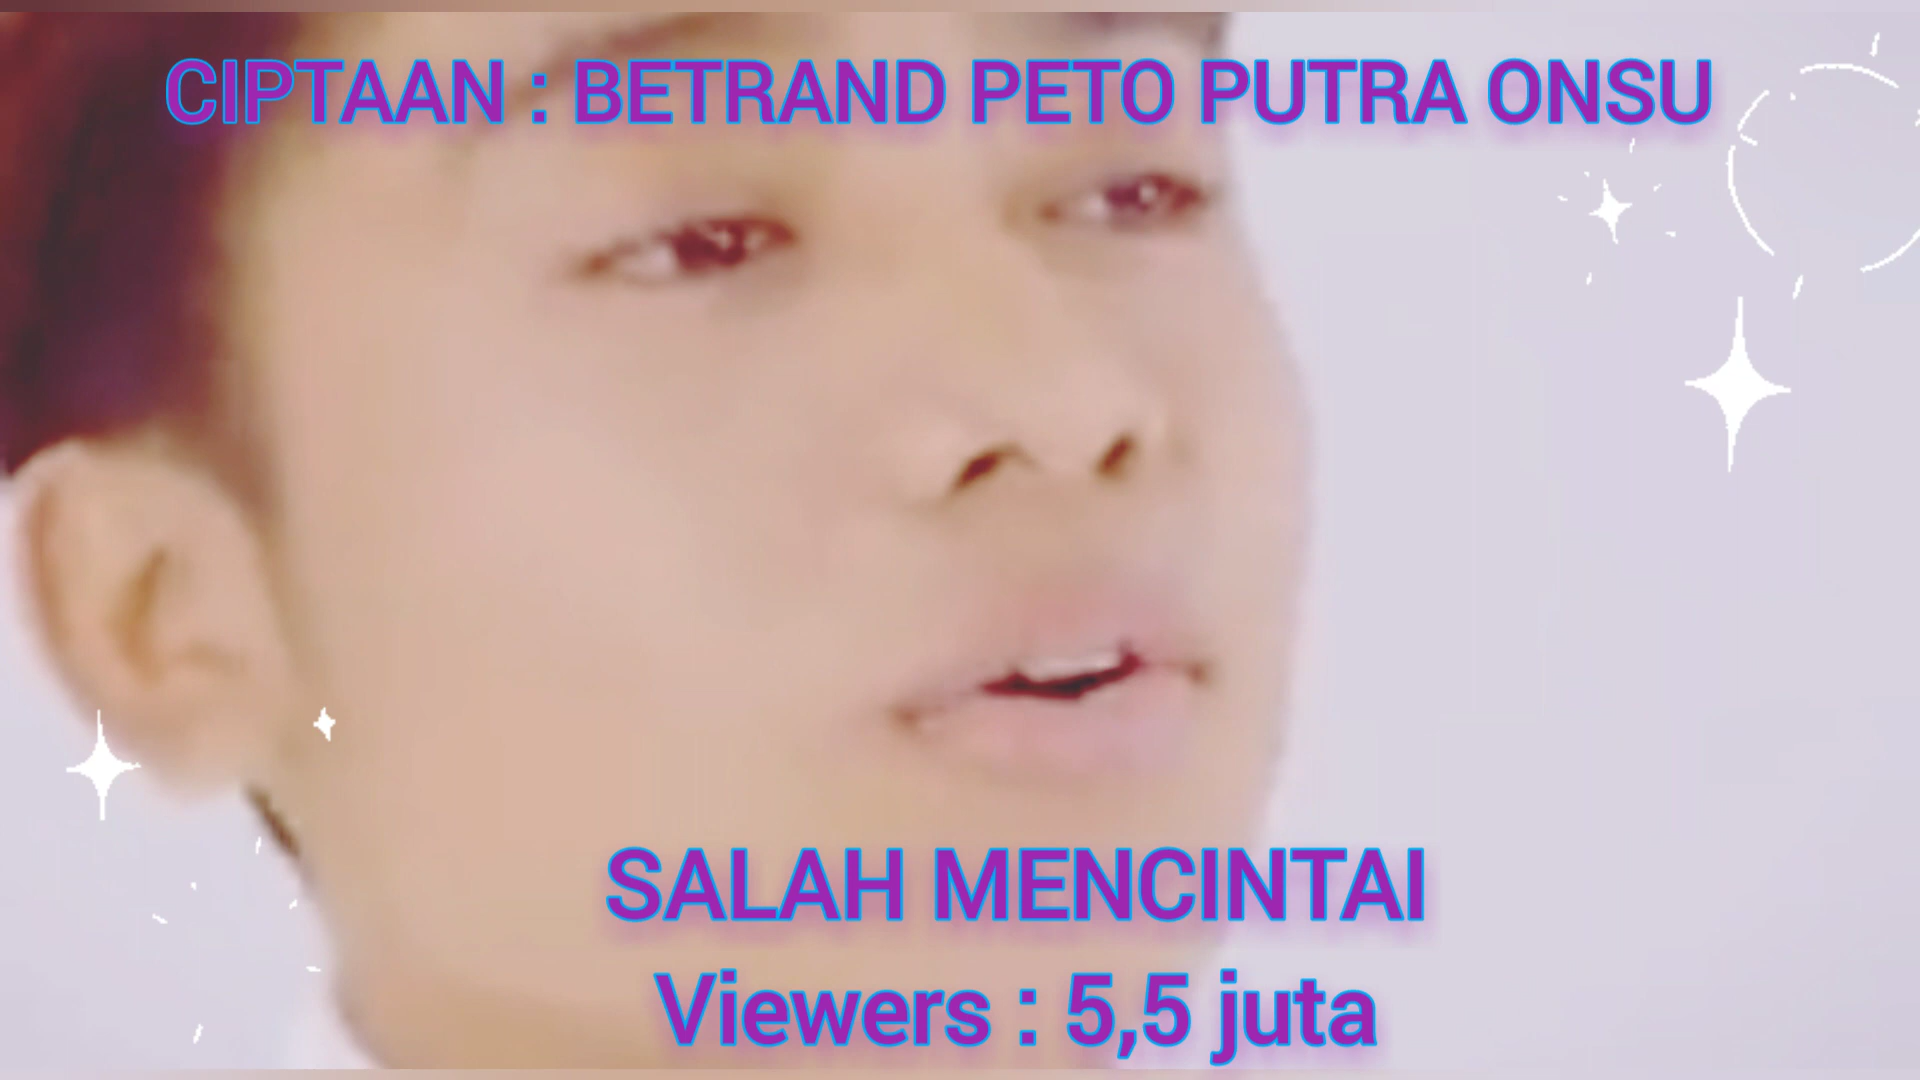 CIPTAAN : BETRAND PETO PUTRA ONSU
SALAH MENCINTAI
Viewers : 5,5 juta